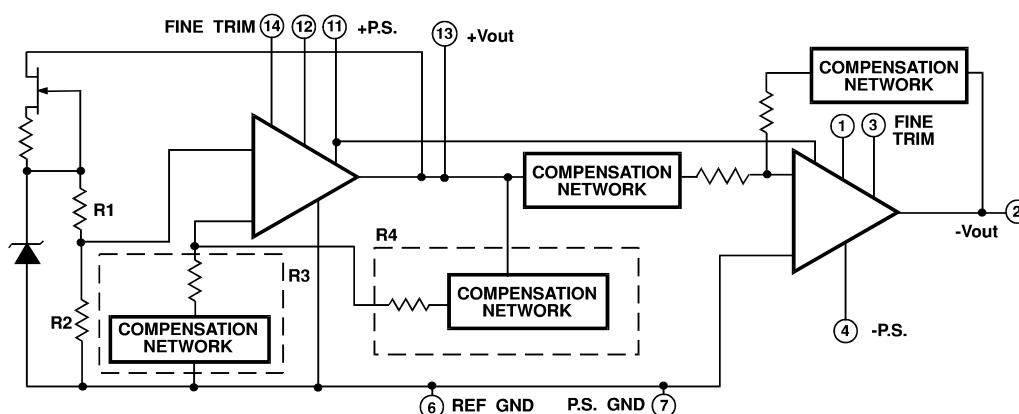 FINE TRIM 14 12 11 +P.S.
13 +Vout
COMPENSATION
NETWORK
1 3 FINE
TRIM
COMPENSATION
NETWORK
R1
2
-Vout
R4
R3
COMPENSATION
NETWORK
R2
COMPENSATION
NETWORK
4 -P.S.
6 REF GND P.S. GND 7